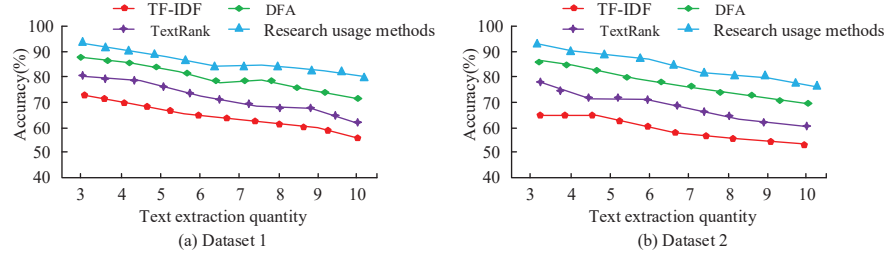 TF-IDF DFA
TextRank Research usage methods
Accuracy(%)
100
90
80
70
60
50
40
3 4 5 6 7 8 9 10
Text extraction quantity
(a) Dataset 1
TF-IDF DFA
TextRank Research usage methods
Accuracy(%)
100
90
80
70
60
50
40
3 4 5 6 7 8 9 10
Text extraction quantity
(b) Dataset 2